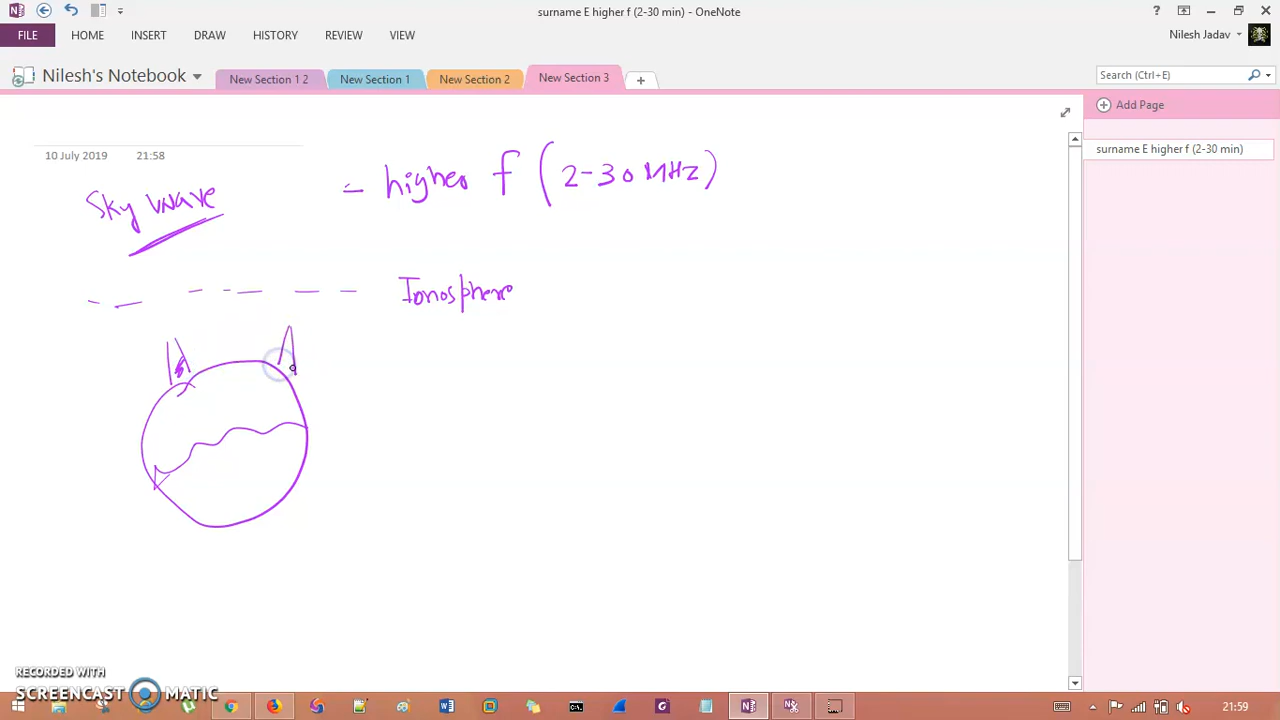 surname E higher f (2-30 min) - OneNote
FILE HOME INSERT DRAW HISTORY REVIEW VIEW
Nilesh Jadav
Nilesh's Notebook
New Section 1 2 New Section 1 New Section 2 New Section 3
Search (Ctrl+E)
Add Page
surname E higher f (2-30 min)
10 July 2019 21:58
Sky Wave = higher f (2-30 MHz)
Ionosphere
RECORDED WITH
SCREENCAST MATIC
21:59